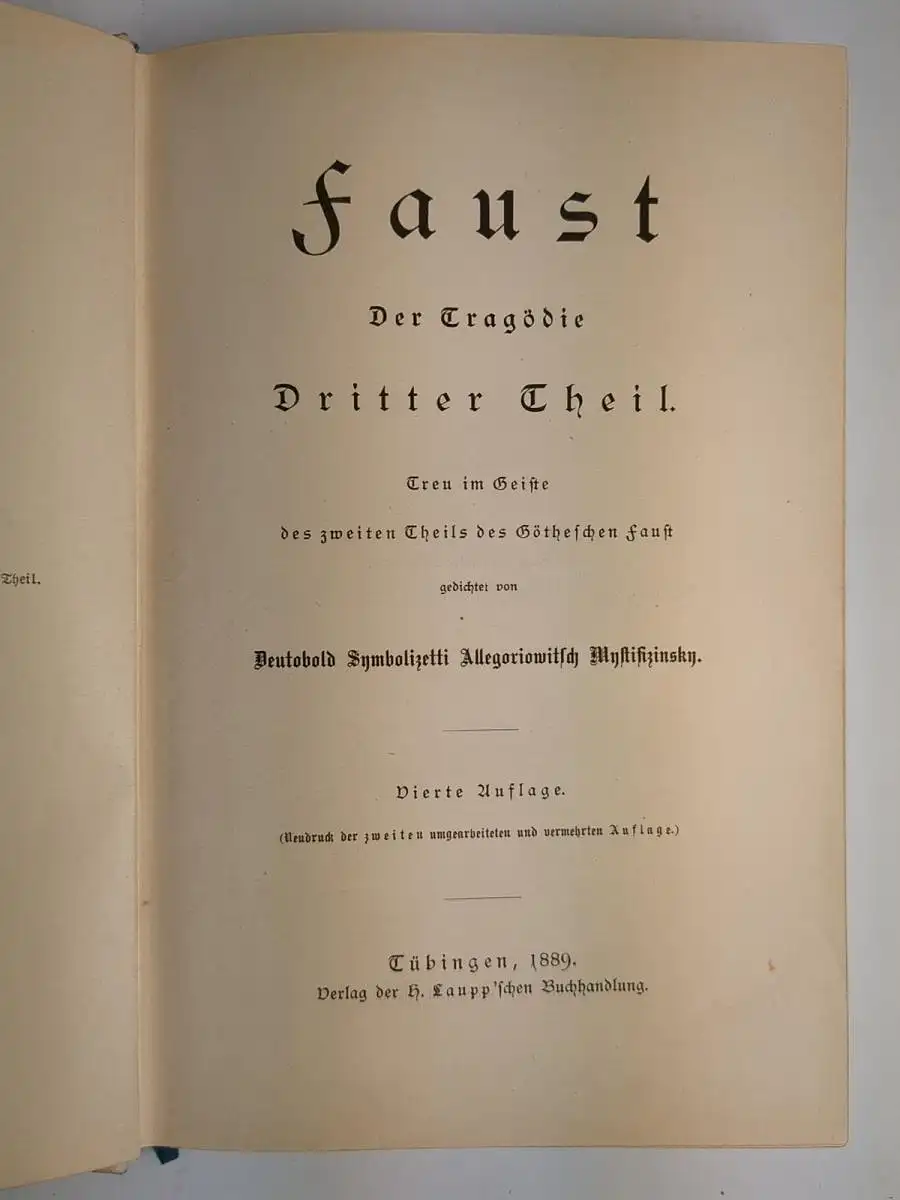 Theil.
Faust
Der Tragödie
Dritter Theil.
Treu im Geiste
des zweiten Theils des Götheschen Faust
gedichtet von
Deutobold Symbolizetti Allegoriowitsch Mystifizinsky.
Vierte Auflage.
(Neudruck der zweiten umgearbeiteten und vermehrten Auflage.)
Tübingen, 1889.
Verlag der H. Laupp'schen Buchhandlung.